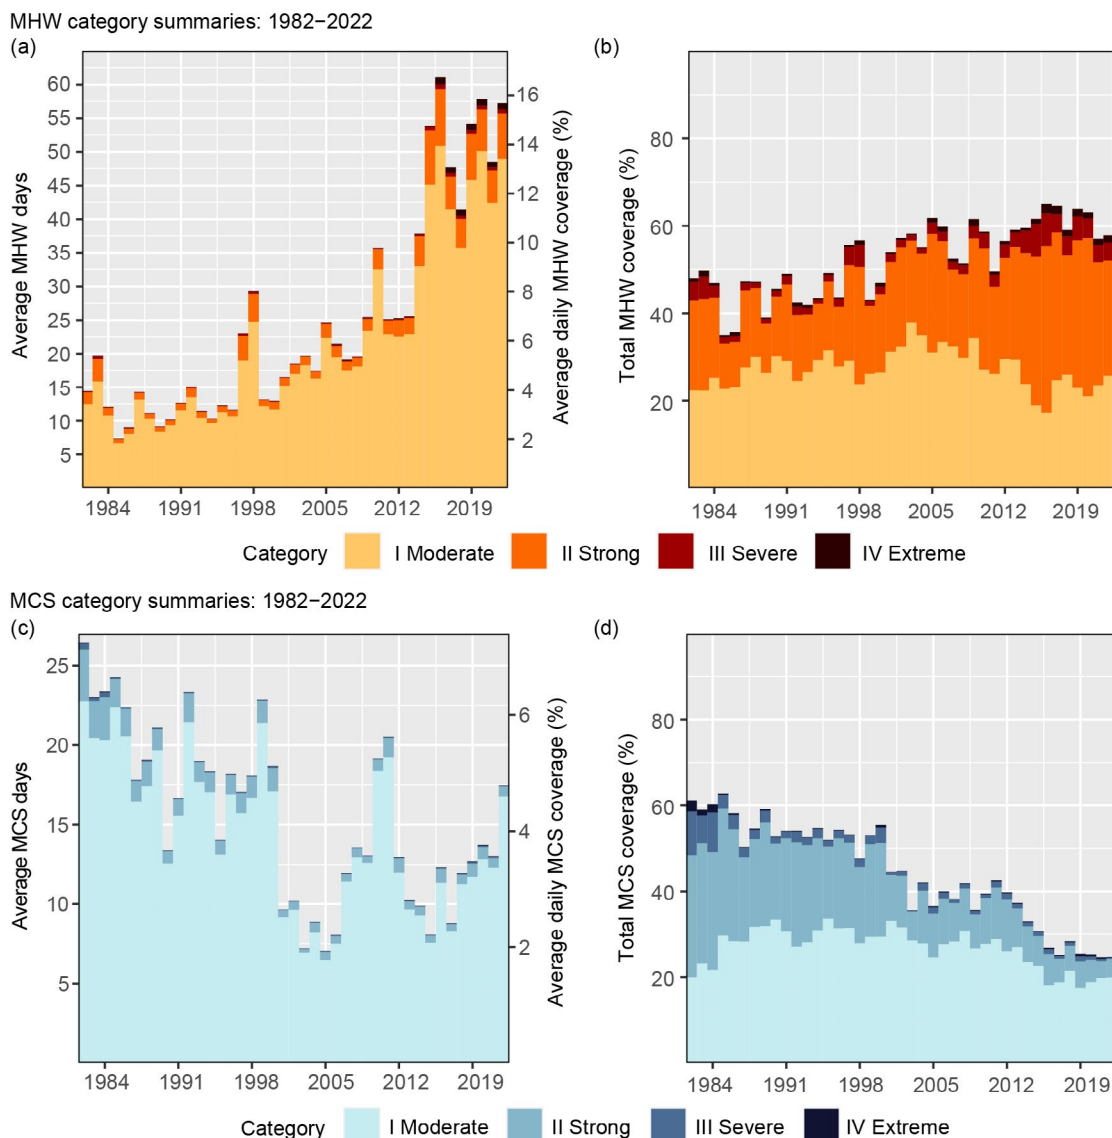 MHW category summaries: 1982−2022
(a)
(b)
Average MHW days
60
55
50
45
40
35
30
25
20
15
10
5
16
14
12
10
8
6
4
2
Average daily MHW coverage (%)
1984 1991 1998 2005 2012 2019
Total MHW coverage (%)
80
60
40
20
1984 1991 1998 2005 2012 2019
Category I Moderate II Strong III Severe IV Extreme
MCS category summaries: 1982−2022
(c)
(d)
Average MCS days
25
20
15
10
5
6
4
2
Average daily MCS coverage (%)
1984 1991 1998 2005 2012 2019
Total MCS coverage (%)
80
60
40
20
1984 1991 1998 2005 2012 2019
Category I Moderate II Strong III Severe IV Extreme